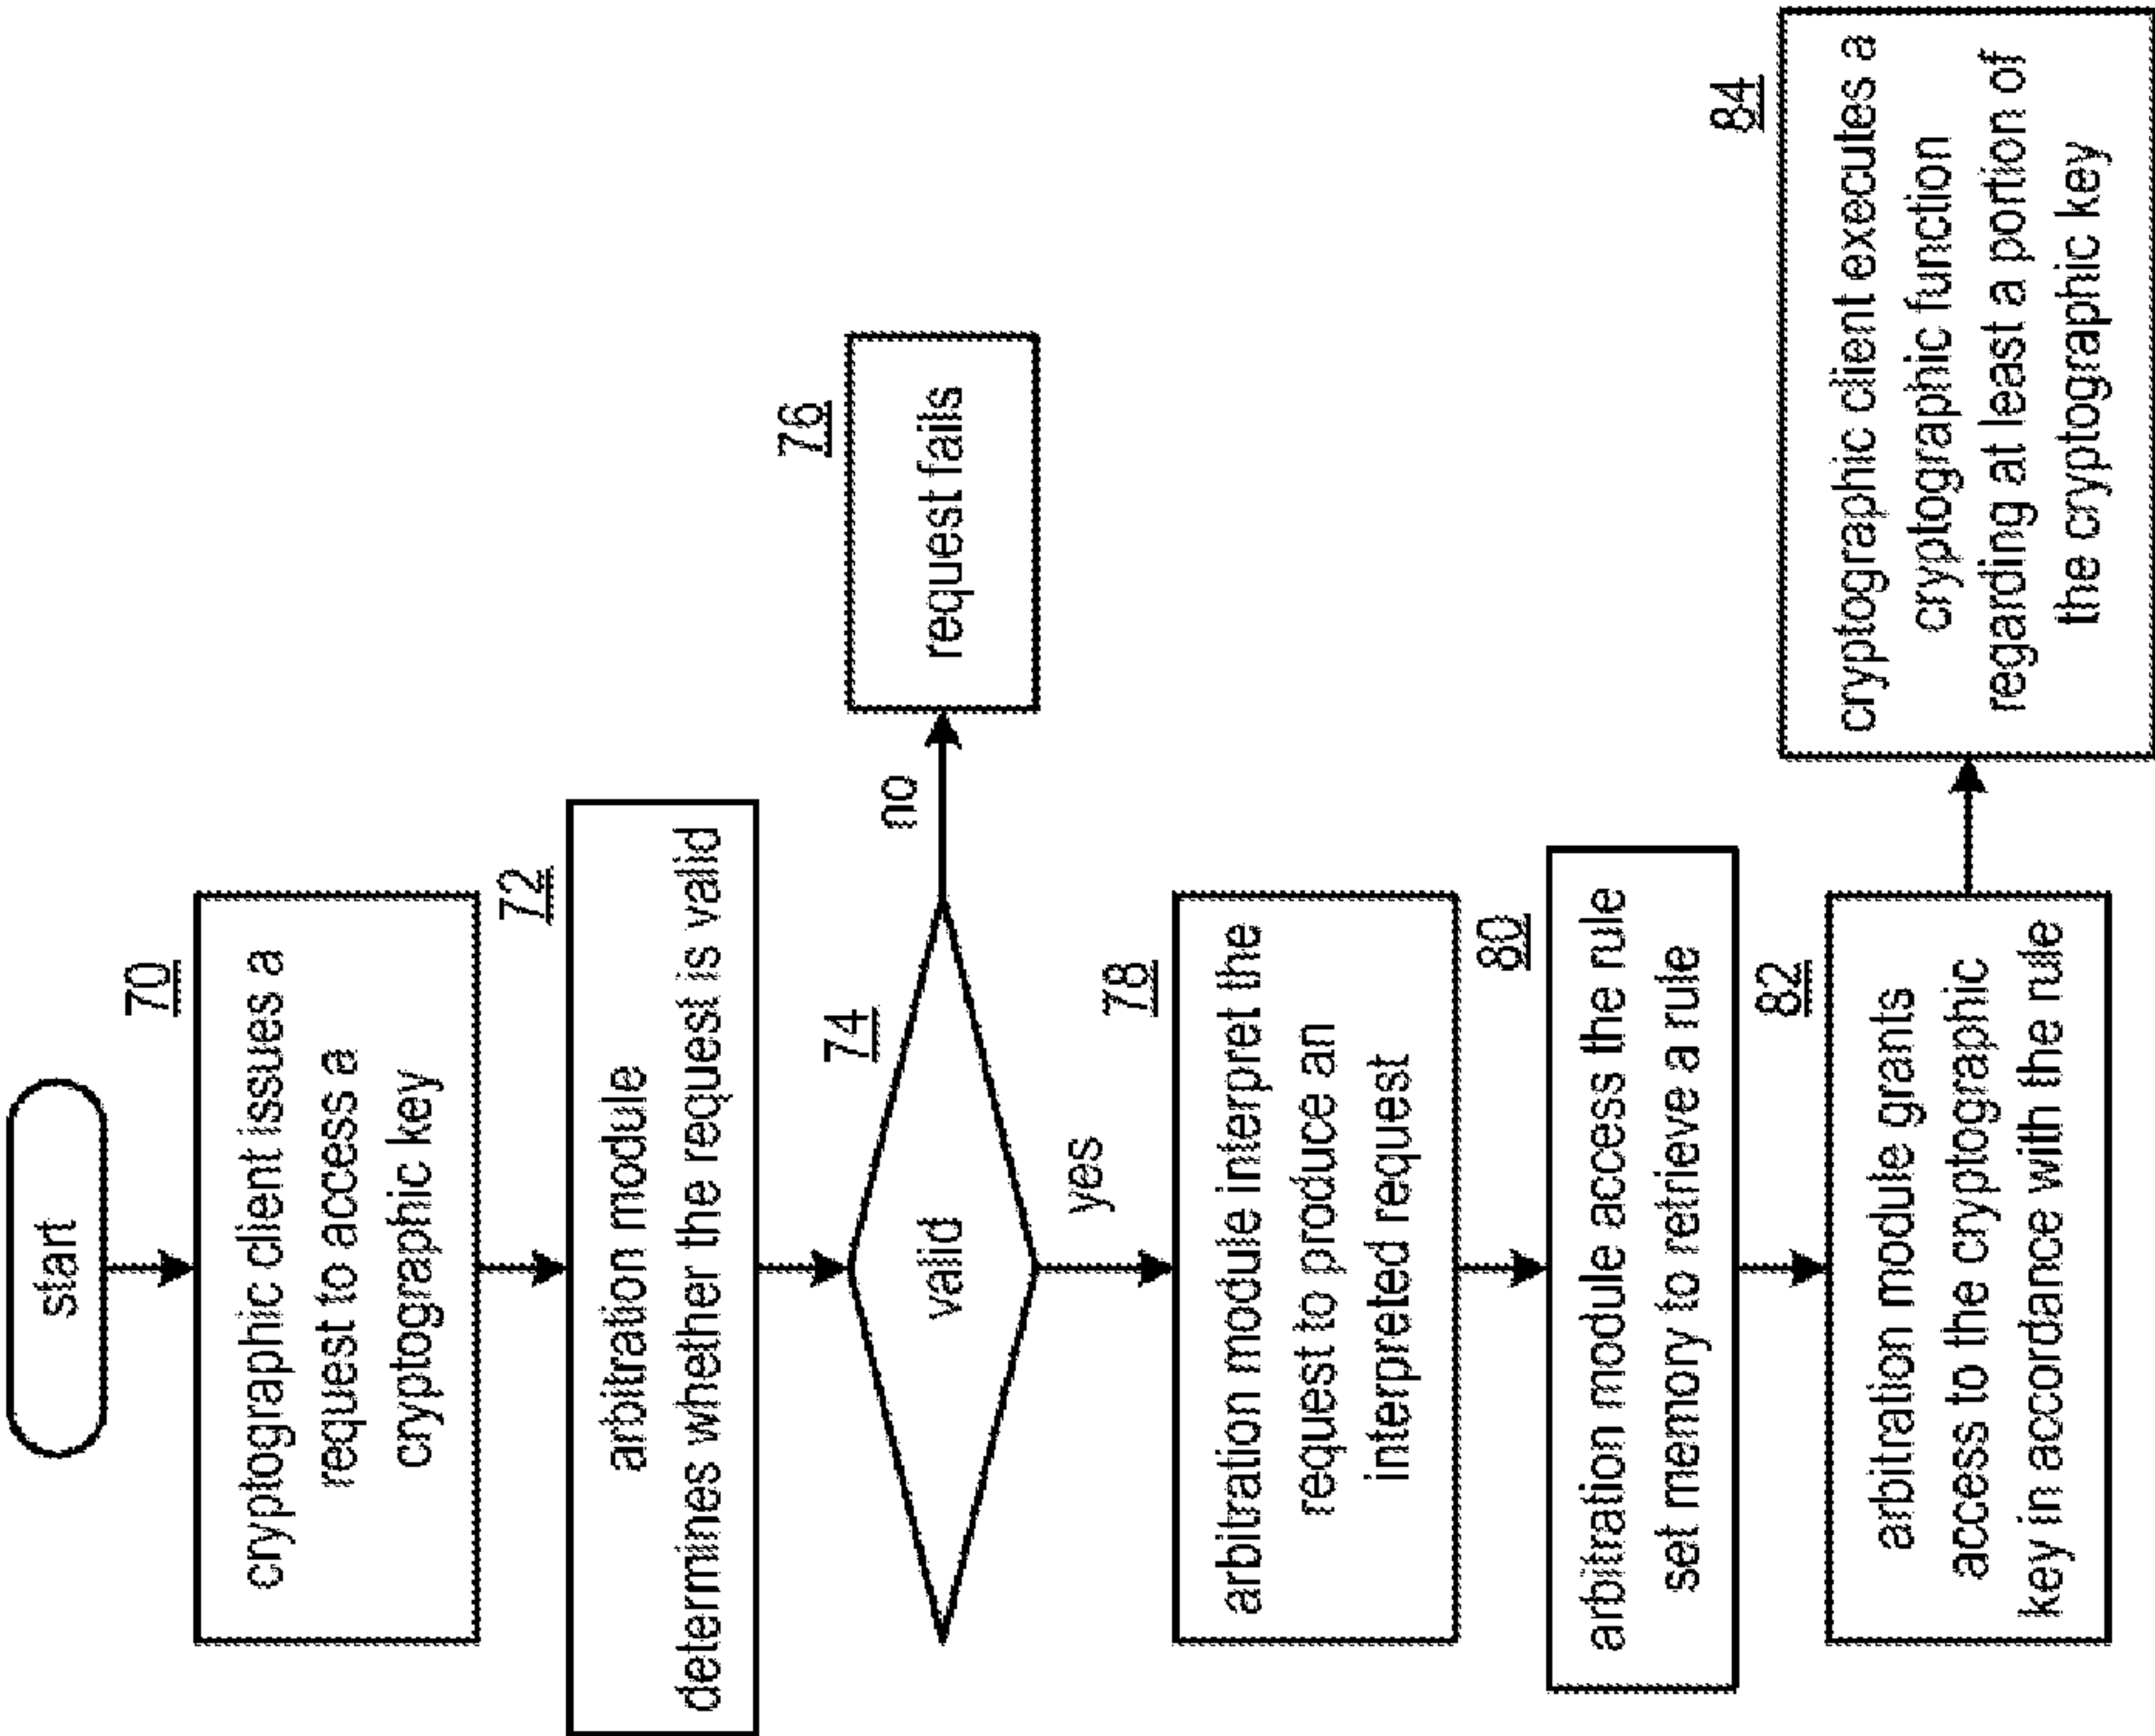 start
70
cryptographic client issues a
request to access a
cryptographic key
72
arbitration module
determines whether the request is valid
74
valid
no
76
request fails
yes
78
arbitration module interpret the
request to produce an
interpreted request
80
arbitration module access the rule
set memory to retrieve a rule
82
arbitration module grants
access to the cryptographic
key in accordance with the rule
84
cryptographic client executes a
cryptographic function
regarding at least a portion of
the cryptographic key